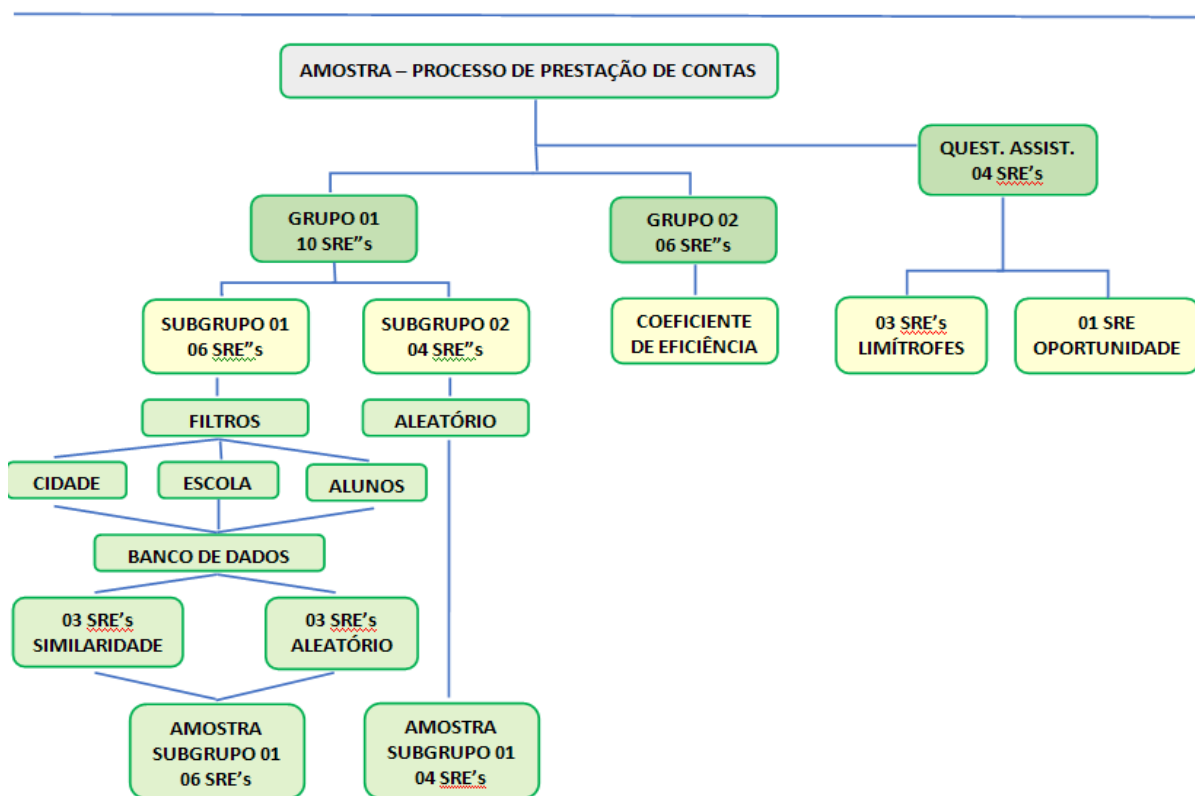 AMOSTRA – PROCESSO DE PRESTAÇÃO DE CONTAS
QUEST. ASSIST.
04 SRE's
GRUPO 01
10 SRE"s
GRUPO 02
06 SRE"s
SUBGRUPO 01
06 SRE"s
SUBGRUPO 02
04 SRE"s
COEFICIENTE
DE EFICIÊNCIA
03 SRE's
LIMÍTROFES
01 SRE
OPORTUNIDADE
FILTROS
ALEATÓRIO
CIDADE
ESCOLA
ALUNOS
BANCO DE DADOS
03 SRE's
SIMILARIDADE
03 SRE's
ALEATÓRIO
AMOSTRA
SUBGRUPO 01
06 SRE's
AMOSTRA
SUBGRUPO 01
04 SRE's